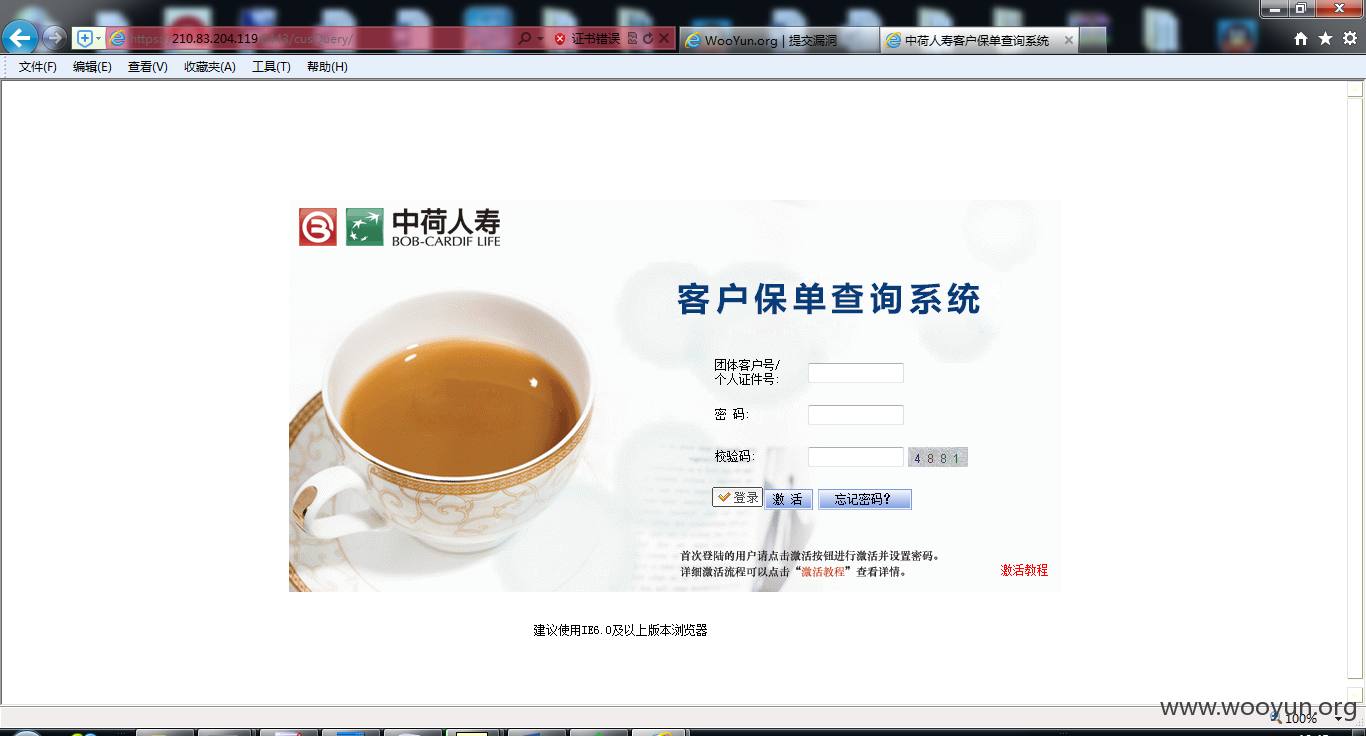 https://210.83.204.119:8443/cusQuery/
证书错误
WooYun.org | 提交漏洞
中荷人寿客户保单查询系统
文件(F) 编辑(E) 查看(V) 收藏夹(A) 工具(T) 帮助(H)
中荷人寿
BOB-CARDIF LIFE
客户保单查询系统
团体客户号/
个人证件号:
密 码:
校验码:
4881
登录 激 活 忘记密码?
首次登陆的用户请点击激活按钮进行激活并设置密码。
详细激活流程可以点击“激活教程”查看详情。
激活教程
建议使用IE6.0及以上版本浏览器
www.wooyun.org
100%